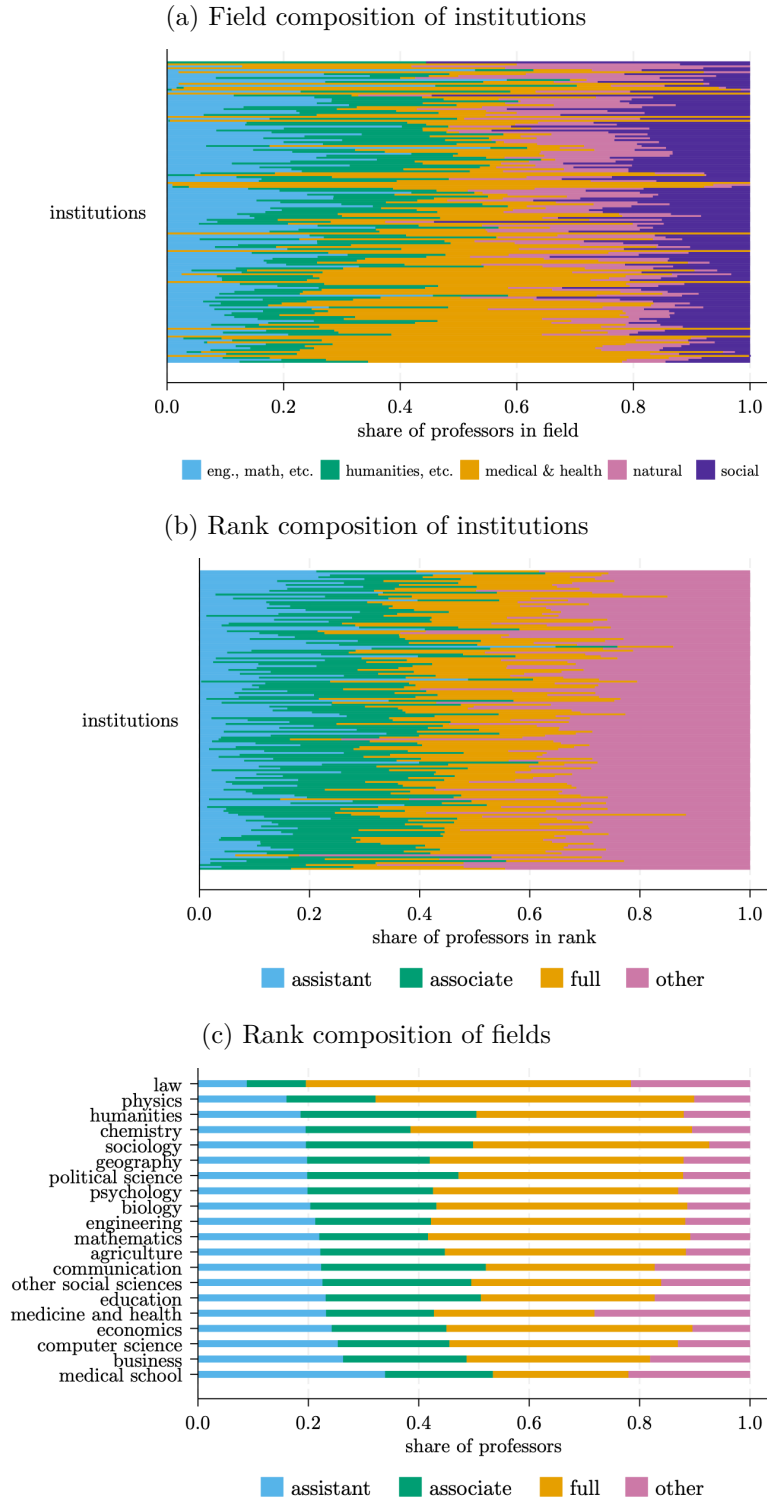 (a) Field composition of institutions
institutions
0.0 0.2 0.4 0.6 0.8 1.0
share of professors in field
eng., math, etc. humanities, etc. medical & health natural social
(b) Rank composition of institutions
institutions
0.0 0.2 0.4 0.6 0.8 1.0
share of professors in rank
assistant associate full other
(c) Rank composition of fields
law
physics
humanities
chemistry
sociology
geography
political science
psychology
biology
engineering
mathematics
agriculture
communication
other social sciences
education
medicine and health
economics
computer science
business
medical school
0.0 0.2 0.4 0.6 0.8 1.0
share of professors
assistant associate full other